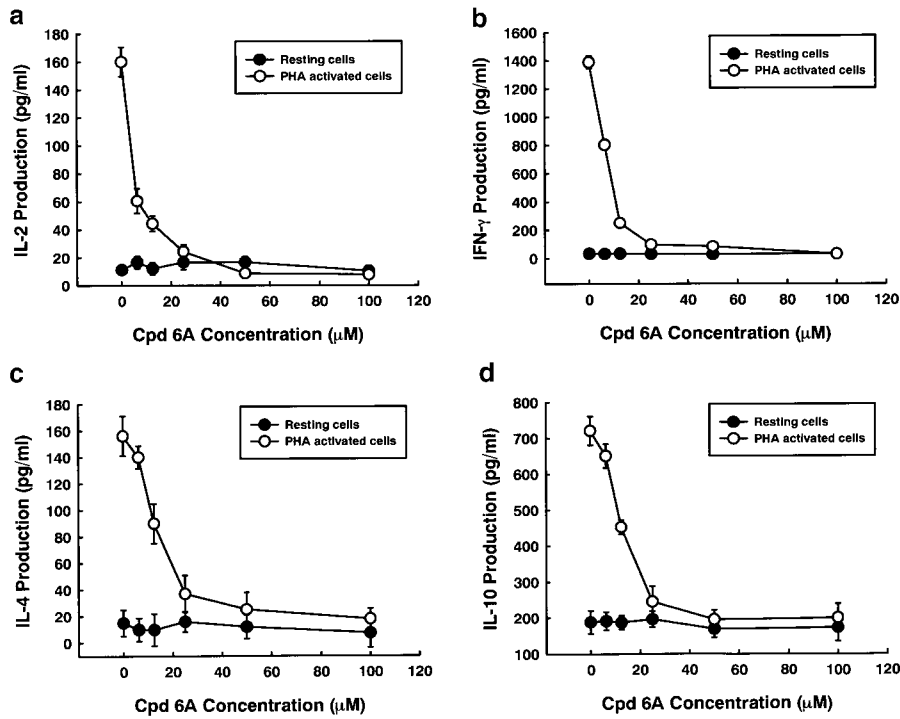 a
IL-2 Production (pg/ml)
180
160
140
120
100
80
60
40
20
0
0 20 40 60 80 100 120
Cpd 6A Concentration (μM)
Resting cells
PHA activated cells
b
IFN-γ Production (pg/ml)
1600
1400
1200
1000
800
600
400
200
0
0 20 40 60 80 100 120
Cpd 6A Concentration (μM)
Resting cells
PHA activated cells
c
IL-4 Production (pg/ml)
180
160
140
120
100
80
60
40
20
0
0 20 40 60 80 100 120
Cpd 6A Concentration (μM)
Resting cells
PHA activated cells
d
IL-10 Production (pg/ml)
800
700
600
500
400
300
200
100
0 20 40 60 80 100 120
Cpd 6A Concentration (μM)
Resting cells
PHA activated cells